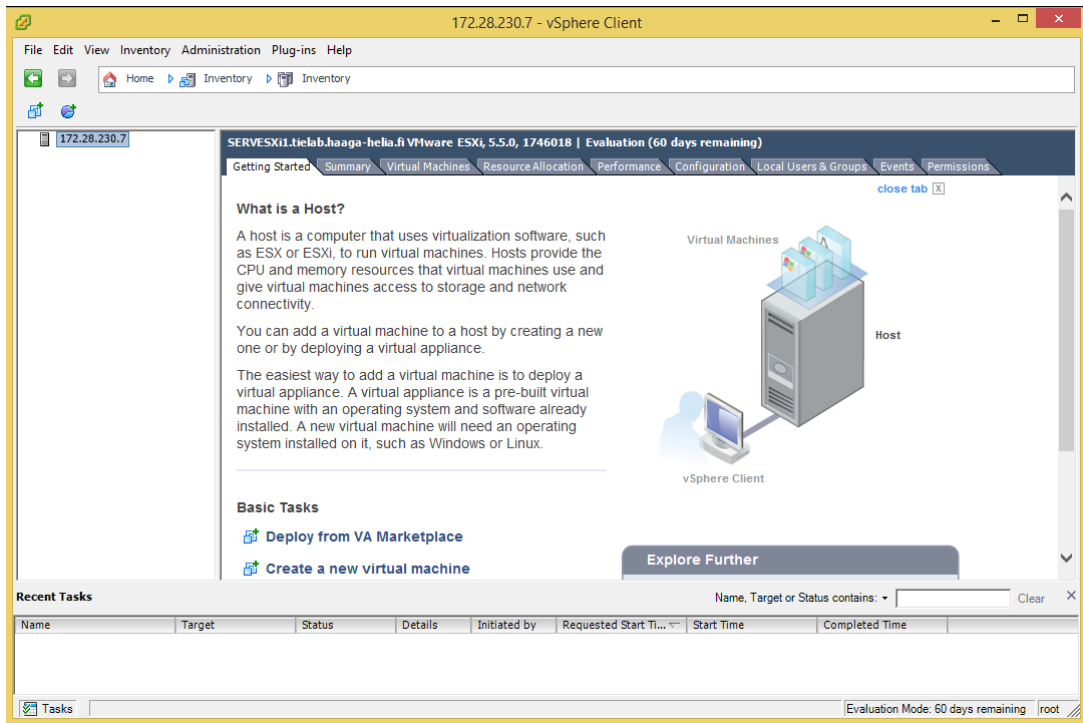 172.28.230.7 - vSphere Client
File Edit View Inventory Administration Plug-ins Help
Home Inventory Inventory
172.28.230.7
SERVESXi1.tielab.haaga-helia.fi VMware ESXi, 5.5.0, 1746018 | Evaluation (60 days remaining)
Getting Started Summary Virtual Machines Resource Allocation Performance Configuration Local Users & Groups Events Permissions
close tab X
What is a Host?
A host is a computer that uses virtualization software, such
as ESX or ESXi, to run virtual machines. Hosts provide the
CPU and memory resources that virtual machines use and
give virtual machines access to storage and network
connectivity.
You can add a virtual machine to a host by creating a new
one or by deploying a virtual appliance.
The easiest way to add a virtual machine is to deploy a
virtual appliance. A virtual appliance is a pre-built virtual
machine with an operating system and software already
installed. A new virtual machine will need an operating
system installed on it, such as Windows or Linux.
Virtual Machines
Host
vSphere Client
Basic Tasks
Deploy from VA Marketplace
Create a new virtual machine
Explore Further
Recent Tasks
Name, Target or Status contains:
Clear
Name Target Status Details Initiated by Requested Start Ti... Start Time Completed Time
Tasks
Evaluation Mode: 60 days remaining
root